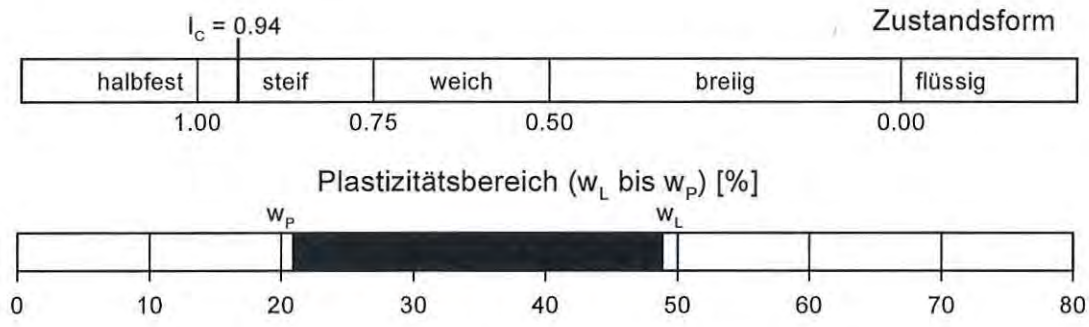 I_C = 0.94
Zustandsform
halbfest steif weich breiig flüssig
1.00 0.75 0.50 0.00
Plastizitätsbereich (w_L bis w_P) [%]
w_P w_L
0 10 20 30 40 50 60 70 80